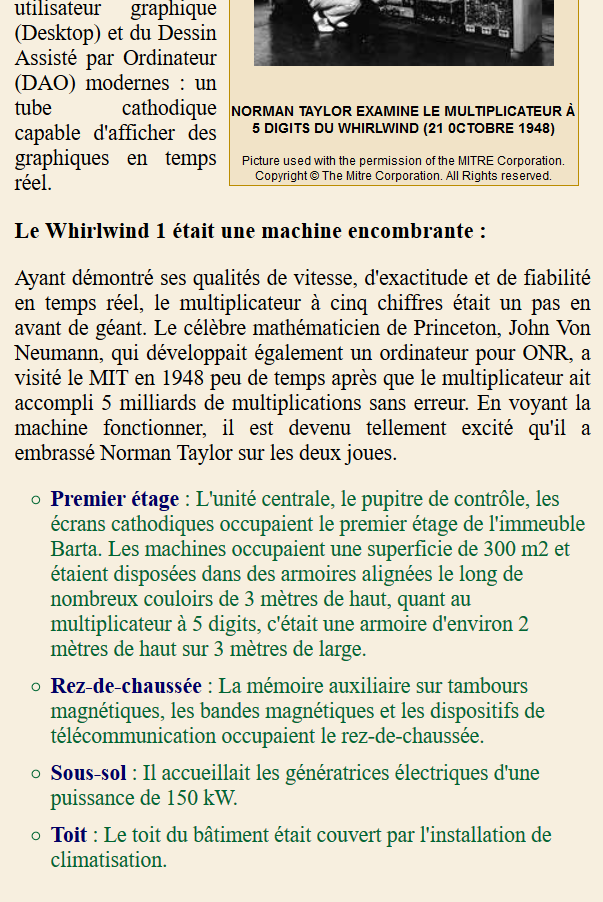 utilisateur graphique
(Desktop) et du Dessin
Assisté par Ordinateur
(DAO) modernes : un
tube cathodique
capable d'afficher des
graphiques en temps
réel.
NORMAN TAYLOR EXAMINE LE MULTIPLICATEUR À
5 DIGITS DU WHIRLWIND (21 0CTOBRE 1948)
Picture used with the permission of the MITRE Corporation.
Copyright © The Mitre Corporation. All Rights reserved.
Le Whirlwind 1 était une machine encombrante :
Ayant démontré ses qualités de vitesse, d'exactitude et de fiabilité
en temps réel, le multiplicateur à cinq chiffres était un pas en
avant de géant. Le célèbre mathématicien de Princeton, John Von
Neumann, qui développait également un ordinateur pour ONR, a
visité le MIT en 1948 peu de temps après que le multiplicateur ait
accompli 5 milliards de multiplications sans erreur. En voyant la
machine fonctionner, il est devenu tellement excité qu'il a
embrassé Norman Taylor sur les deux joues.
Premier étage : L'unité centrale, le pupitre de contrôle, les
écrans cathodiques occupaient le premier étage de l'immeuble
Barta. Les machines occupaient une superficie de 300 m2 et
étaient disposées dans des armoires alignées le long de
nombreux couloirs de 3 mètres de haut, quant au
multiplicateur à 5 digits, c'était une armoire d'environ 2
mètres de haut sur 3 mètres de large.
Rez-de-chaussée : La mémoire auxiliaire sur tambours
magnétiques, les bandes magnétiques et les dispositifs de
télécommunication occupaient le rez-de-chaussée.
Sous-sol : Il accueillait les génératrices électriques d'une
puissance de 150 kW.
Toit : Le toit du bâtiment était couvert par l'installation de
climatisation.